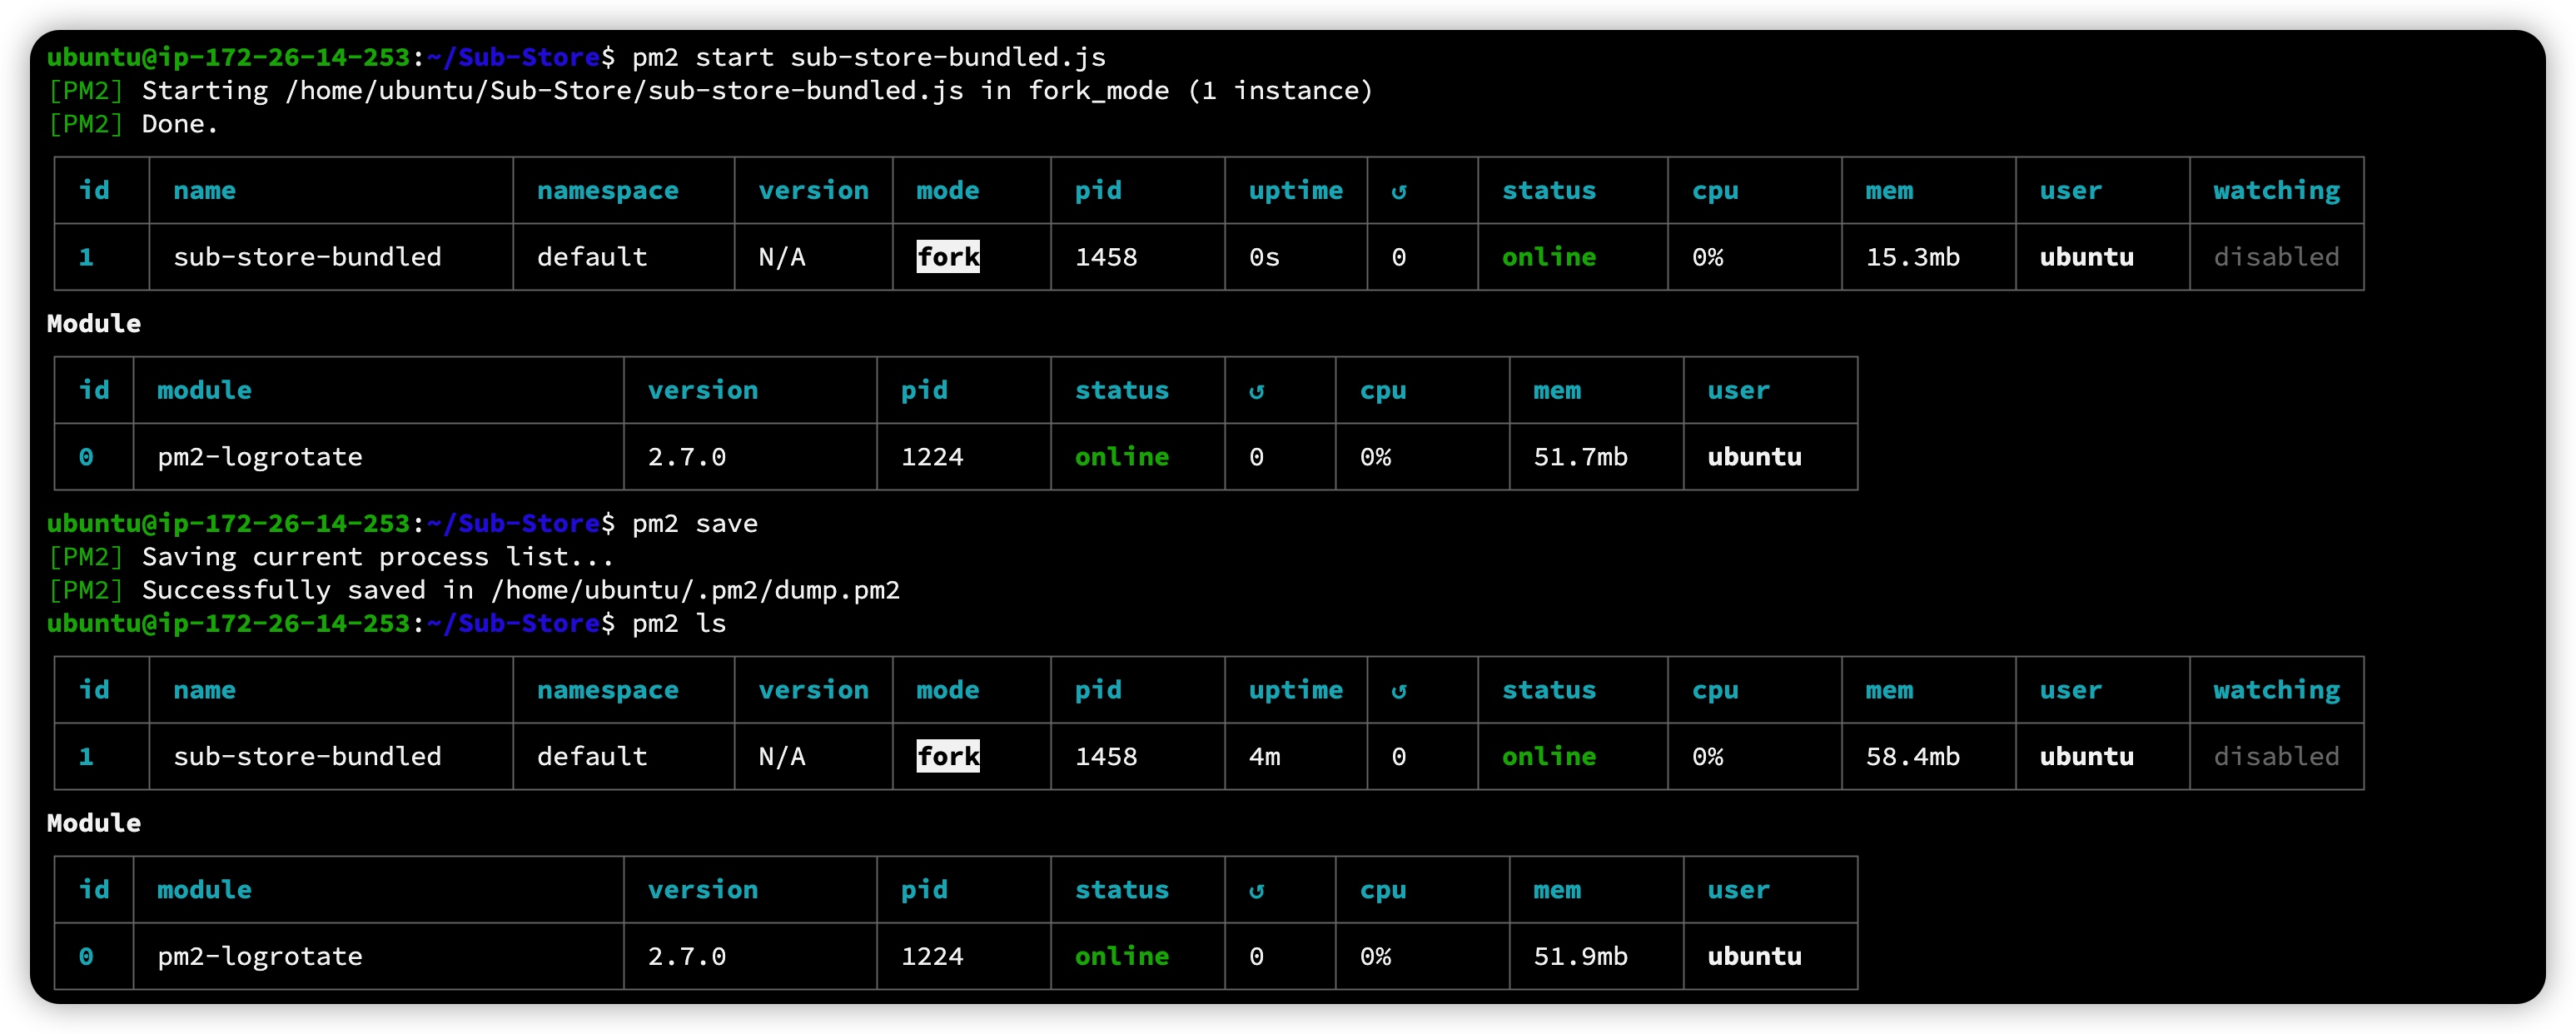 ubuntu@ip-172-26-14-253:~/Sub-Store$ pm2 start sub-store-bundled.js
[PM2] Starting /home/ubuntu/Sub-Store/sub-store-bundled.js in fork_mode (1 instance)
[PM2] Done.
id name namespace version mode pid uptime ↺ status cpu mem user watching
1 sub-store-bundled default N/A fork 1458 0s 0 online 0% 15.3mb ubuntu disabled
Module
id module version pid status ↺ cpu mem user
0 pm2-logrotate 2.7.0 1224 online 0 0% 51.7mb ubuntu
ubuntu@ip-172-26-14-253:~/Sub-Store$ pm2 save
[PM2] Saving current process list...
[PM2] Successfully saved in /home/ubuntu/.pm2/dump.pm2
ubuntu@ip-172-26-14-253:~/Sub-Store$ pm2 ls
id name namespace version mode pid uptime ↺ status cpu mem user watching
1 sub-store-bundled default N/A fork 1458 4m 0 online 0% 58.4mb ubuntu disabled
Module
id module version pid status ↺ cpu mem user
0 pm2-logrotate 2.7.0 1224 online 0 0% 51.9mb ubuntu